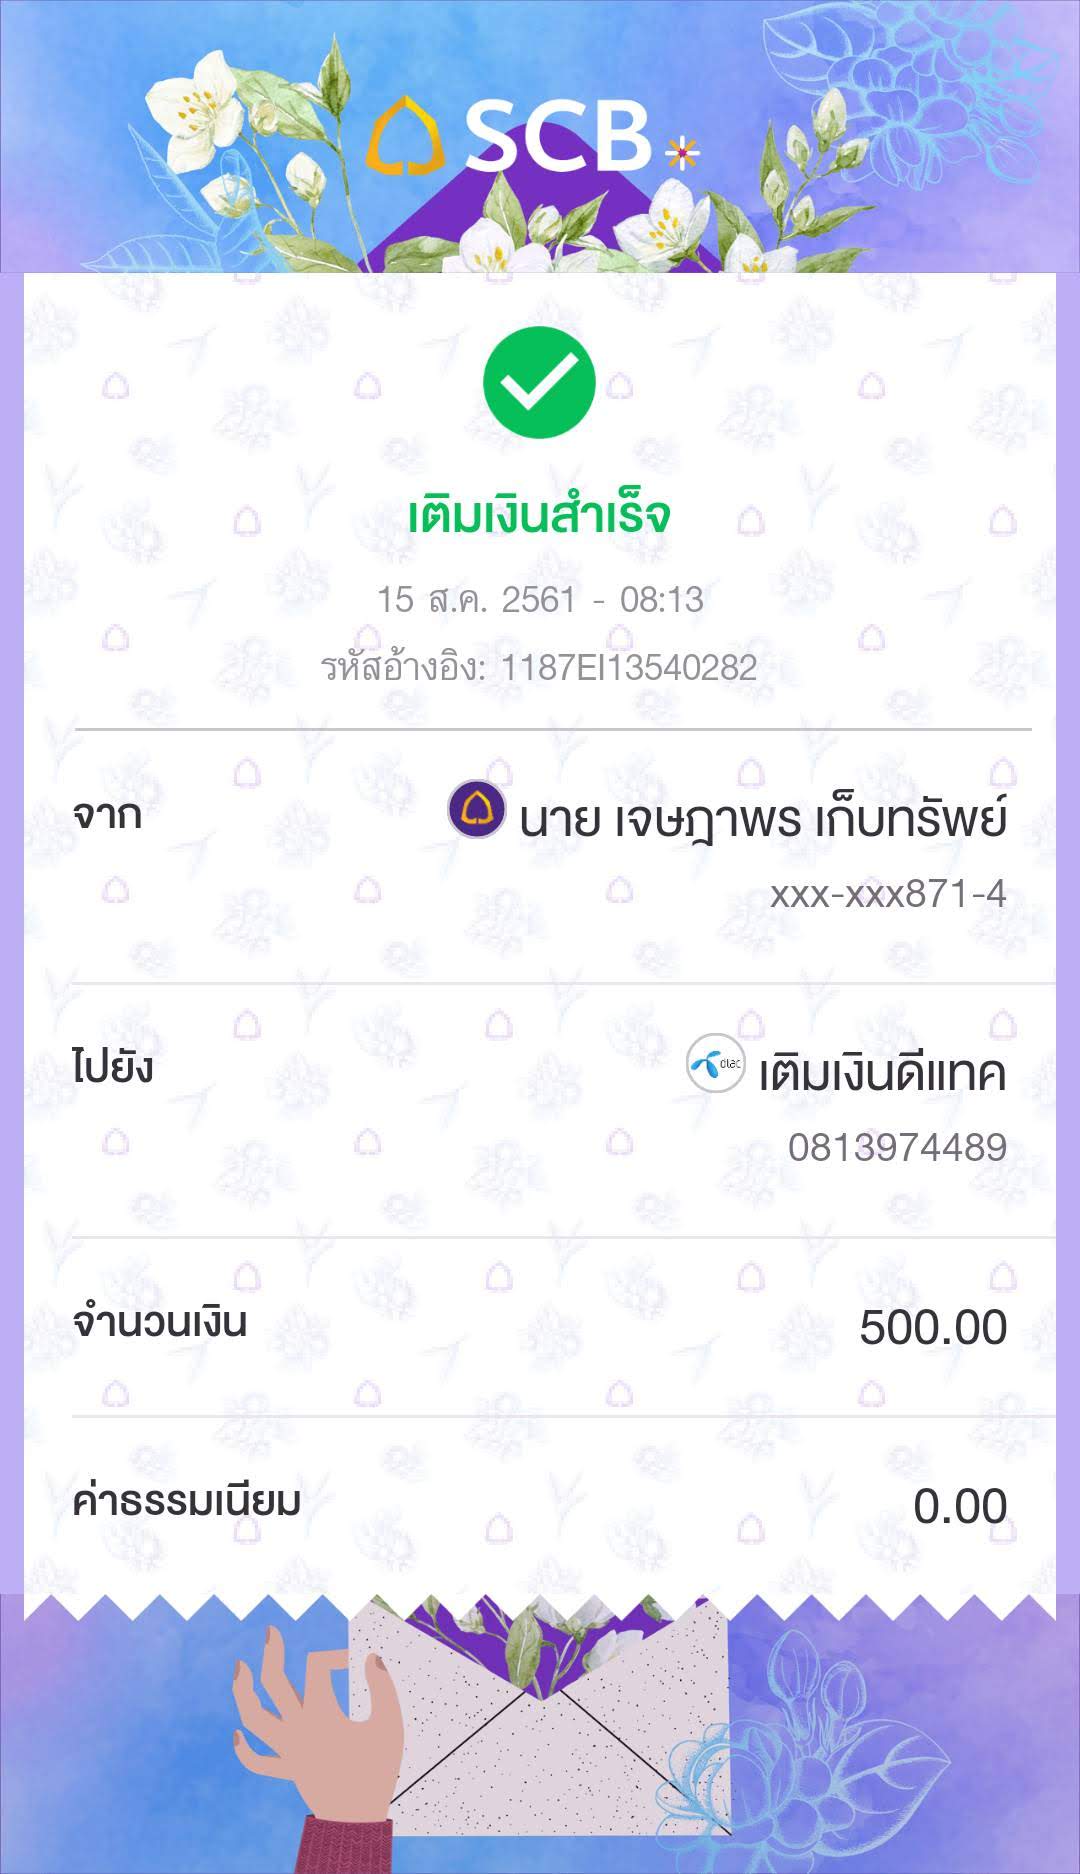 SCB
เติมเงินสำเร็จ
15 ส.ค. 2561 - 08:13
รหัสอ้างอิง: 1187EI13540282
จาก นาย เจษฎาพร เก็บทรัพย์
xxx-xxx871-4
ไปยัง dtac เติมเงินดีแทค
0813974489
จำนวนเงิน 500.00
ค่าธรรมเนียม 0.00